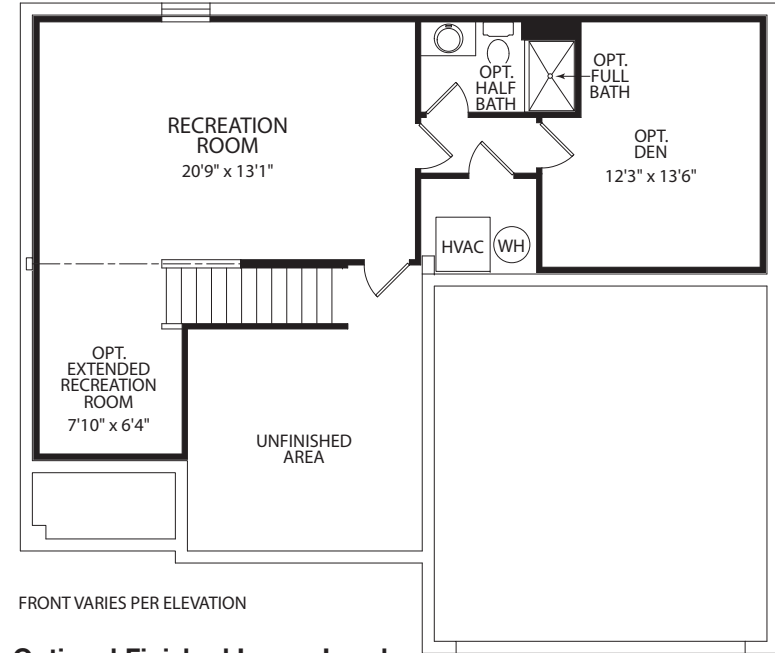 RECREATION
ROOM
20'9" x 13'1"
OPT.
HALF
BATH
OPT.
FULL
BATH
OPT.
DEN
12'3" x 13'6"
HVAC
WH
OPT.
EXTENDED
RECREATION
ROOM
7'10" x 6'4"
UNFINISHED
AREA
FRONT VARIES PER ELEVATION